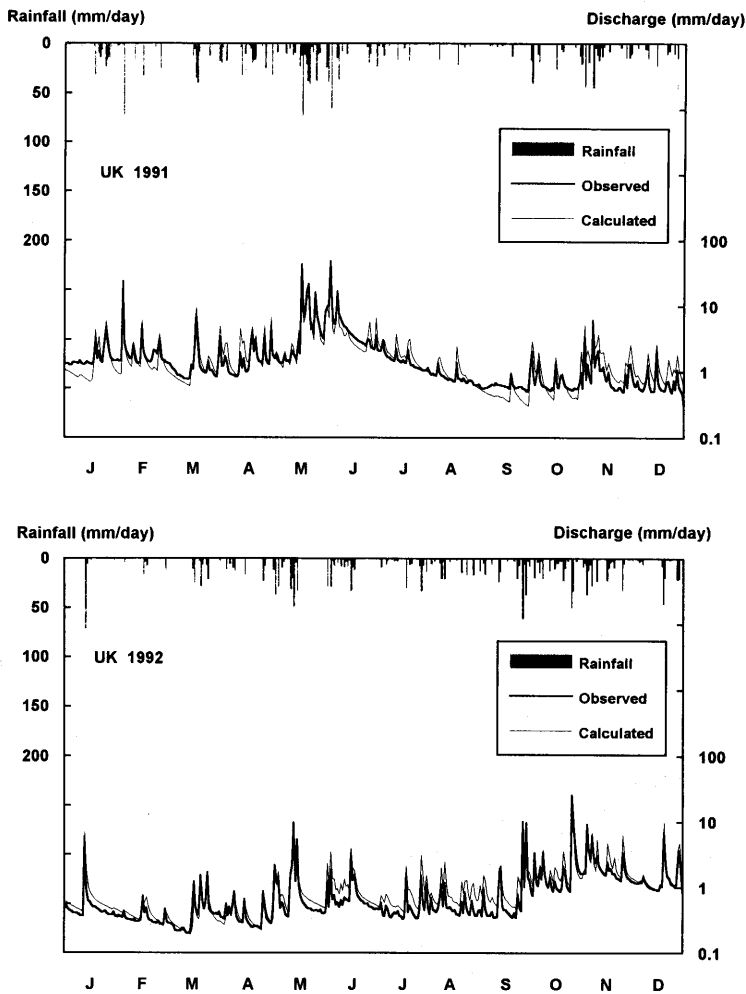 Rainfall (mm/day) Discharge (mm/day)
0
50
100
150
200
UK 1991
Rainfall
Observed
Calculated
100
10
1
0.1
J F M A M J J A S O N D
Rainfall (mm/day) Discharge (mm/day)
0
50
100
150
200
UK 1992
Rainfall
Observed
Calculated
100
10
1
0.1
J F M A M J J A S O N D